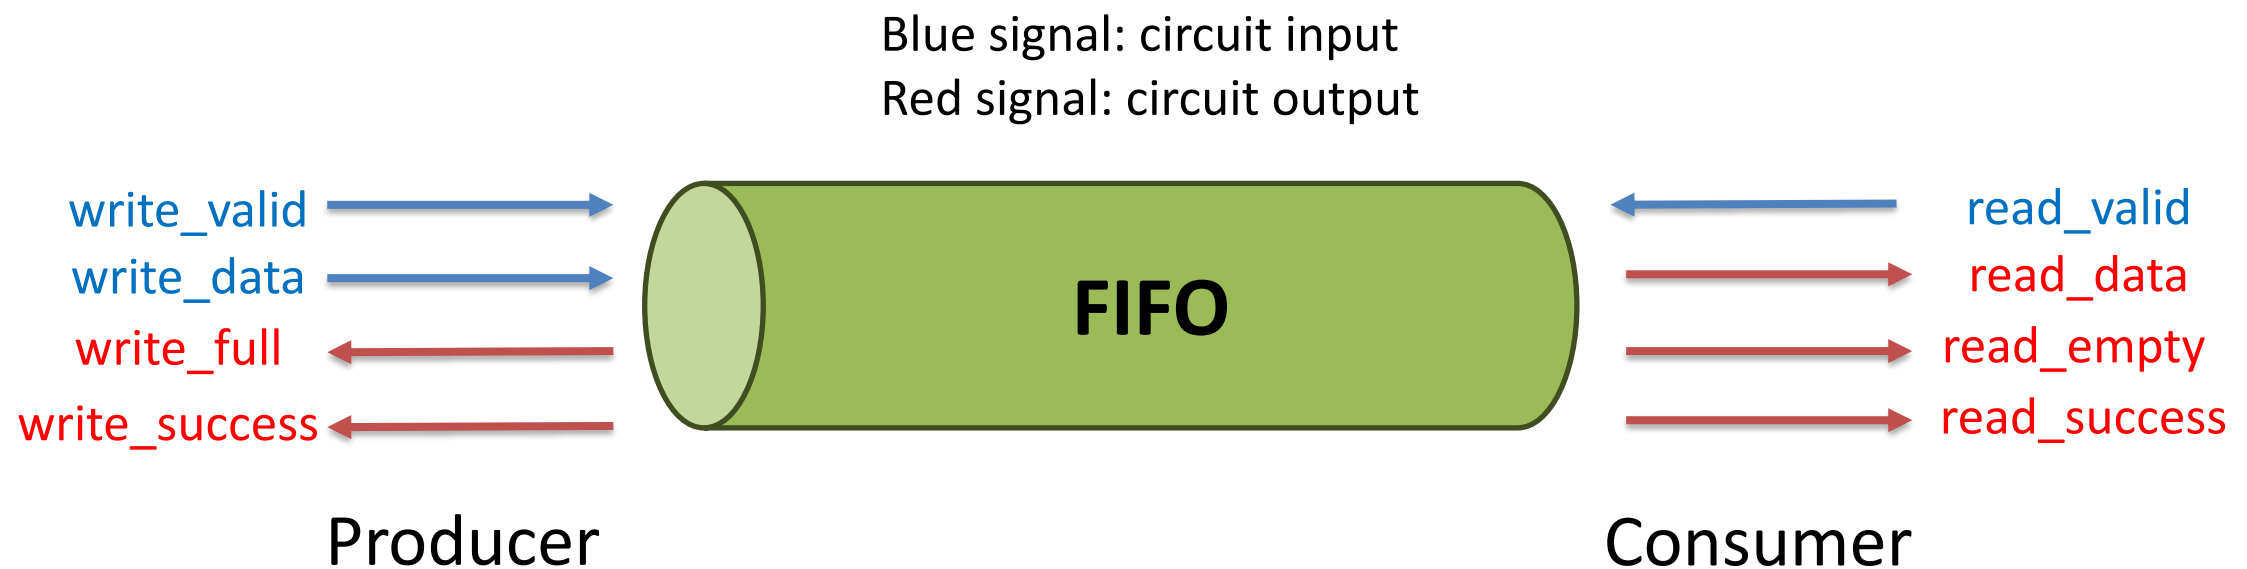 Blue signal: circuit input
Red signal: circuit output
write_valid
write_data
write_full
write_success
FIFO
read_valid
read_data
read_empty
read_success
Producer
Consumer